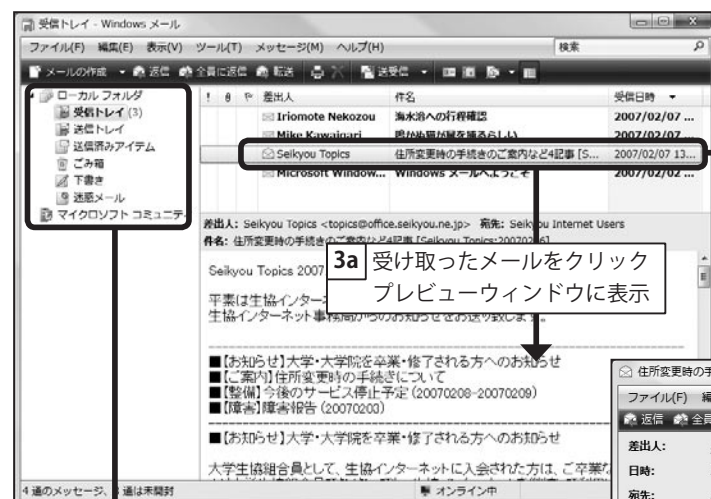 受信トレイ - Windows メール
ファイル(F) 編集(E) 表示(V) ツール(T) メッセージ(M) ヘルプ(H)
検索
メールの作成 返信 全員に返信 転送 送受信
ローカル フォルダ
受信トレイ (3)
送信トレイ
送信済みアイテム
ごみ箱
下書き
迷惑メール
マイクロソフト コミュニテ
! 差出人 件名 受信日時
Iriomote Nekozou 海水浴への行程確認 2007/02/07 ...
Mike Kawainari 2007/02/07 ...
Seikyou Topics 住所変更時の手続きのご案内など4記事 [S... 2007/02/07 13...
Microsoft Window... Windows メールへようこそ 2007/02/02 ...
差出人: Seikyou Topics <topics@office.seikyou.ne.jp> 宛先: Seikyou Internet Users
件名: 住所変更時の手続きのご案内など4記事 [Seikyou Topics:20070206]
Seikyou Topics 2007
3a 受け取ったメールをクリック
プレビューウィンドウに表示
平素は生協インター
生協インターネット事務局からのお知らせをお送り致します。
■【お知らせ】大学・大学院を卒業・修了される方へのお知らせ
■【ご案内】住所変更時の手続きについて
■【整備】今後のサービス停止予定 (20070208-20070209)
■【障害】障害報告 (20070203)
■【お知らせ】大学・大学院を卒業・修了される方へのお知らせ
大学生協組合員として、生協インターネットに入会された方は、ご卒業な
住所変更時の手
ファイル(F) 編
返信 全員
差出人:
日時:
宛先:
4 通のメッセージ、 通は未開封
オンライン中